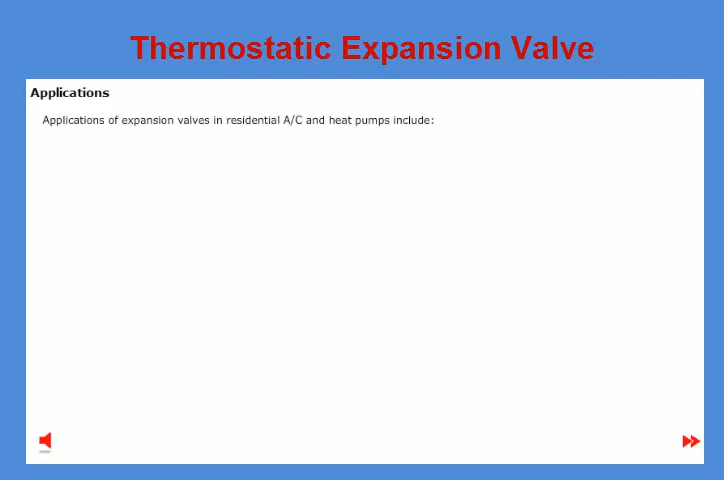 Thermostatic Expansion Valve
Applications
Applications of expansion valves in residential A/C and heat pumps include: